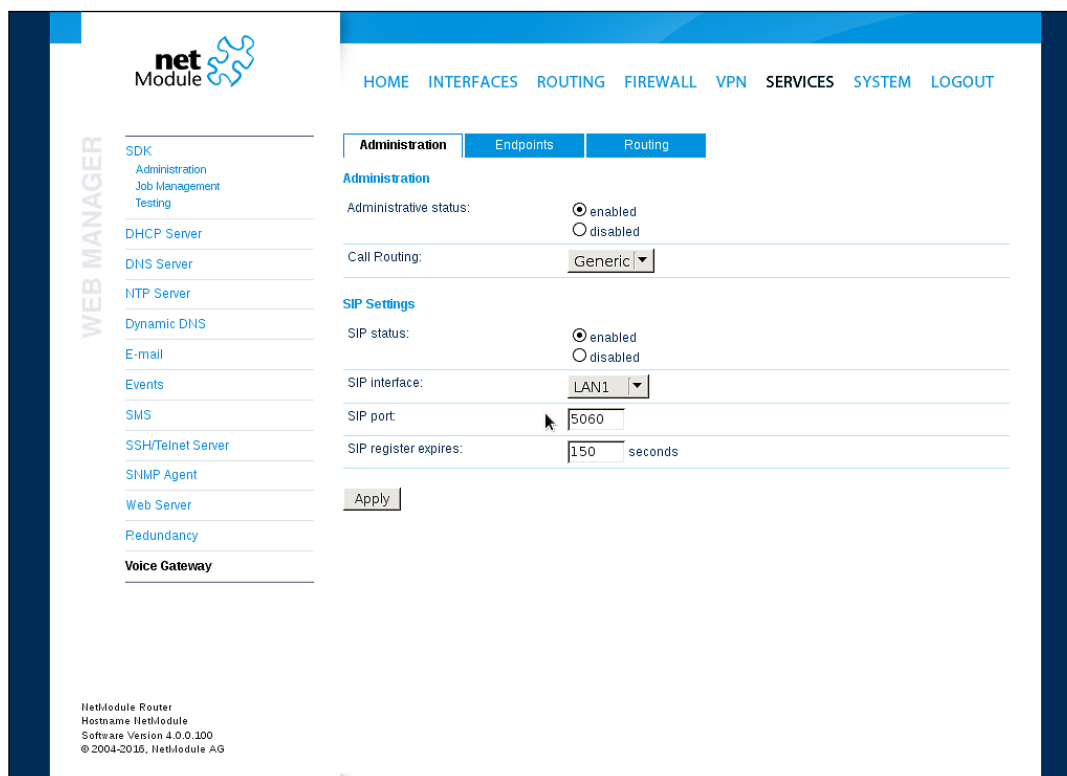 net
Module
HOME INTERFACES ROUTING FIREWALL VPN SERVICES SYSTEM LOGOUT
WEB MANAGER
SDK
Administration
Job Management
Testing
DHCP Server
DNS Server
NTP Server
Dynamic DNS
E-mail
Events
SMS
SSH/Telnet Server
SNMP Agent
Web Server
Redundancy
Voice Gateway
Administration Endpoints Routing
Administration
Administrative status: enabled
disabled
Call Routing: Generic
SIP Settings
SIP status: enabled
disabled
SIP interface: LAN1
SIP port: 5060
SIP register expires: 150 seconds
Apply
NetModule Router
Hostname NetModule
Software Version 4.0.0.100
© 2004-2016, NetModule AG